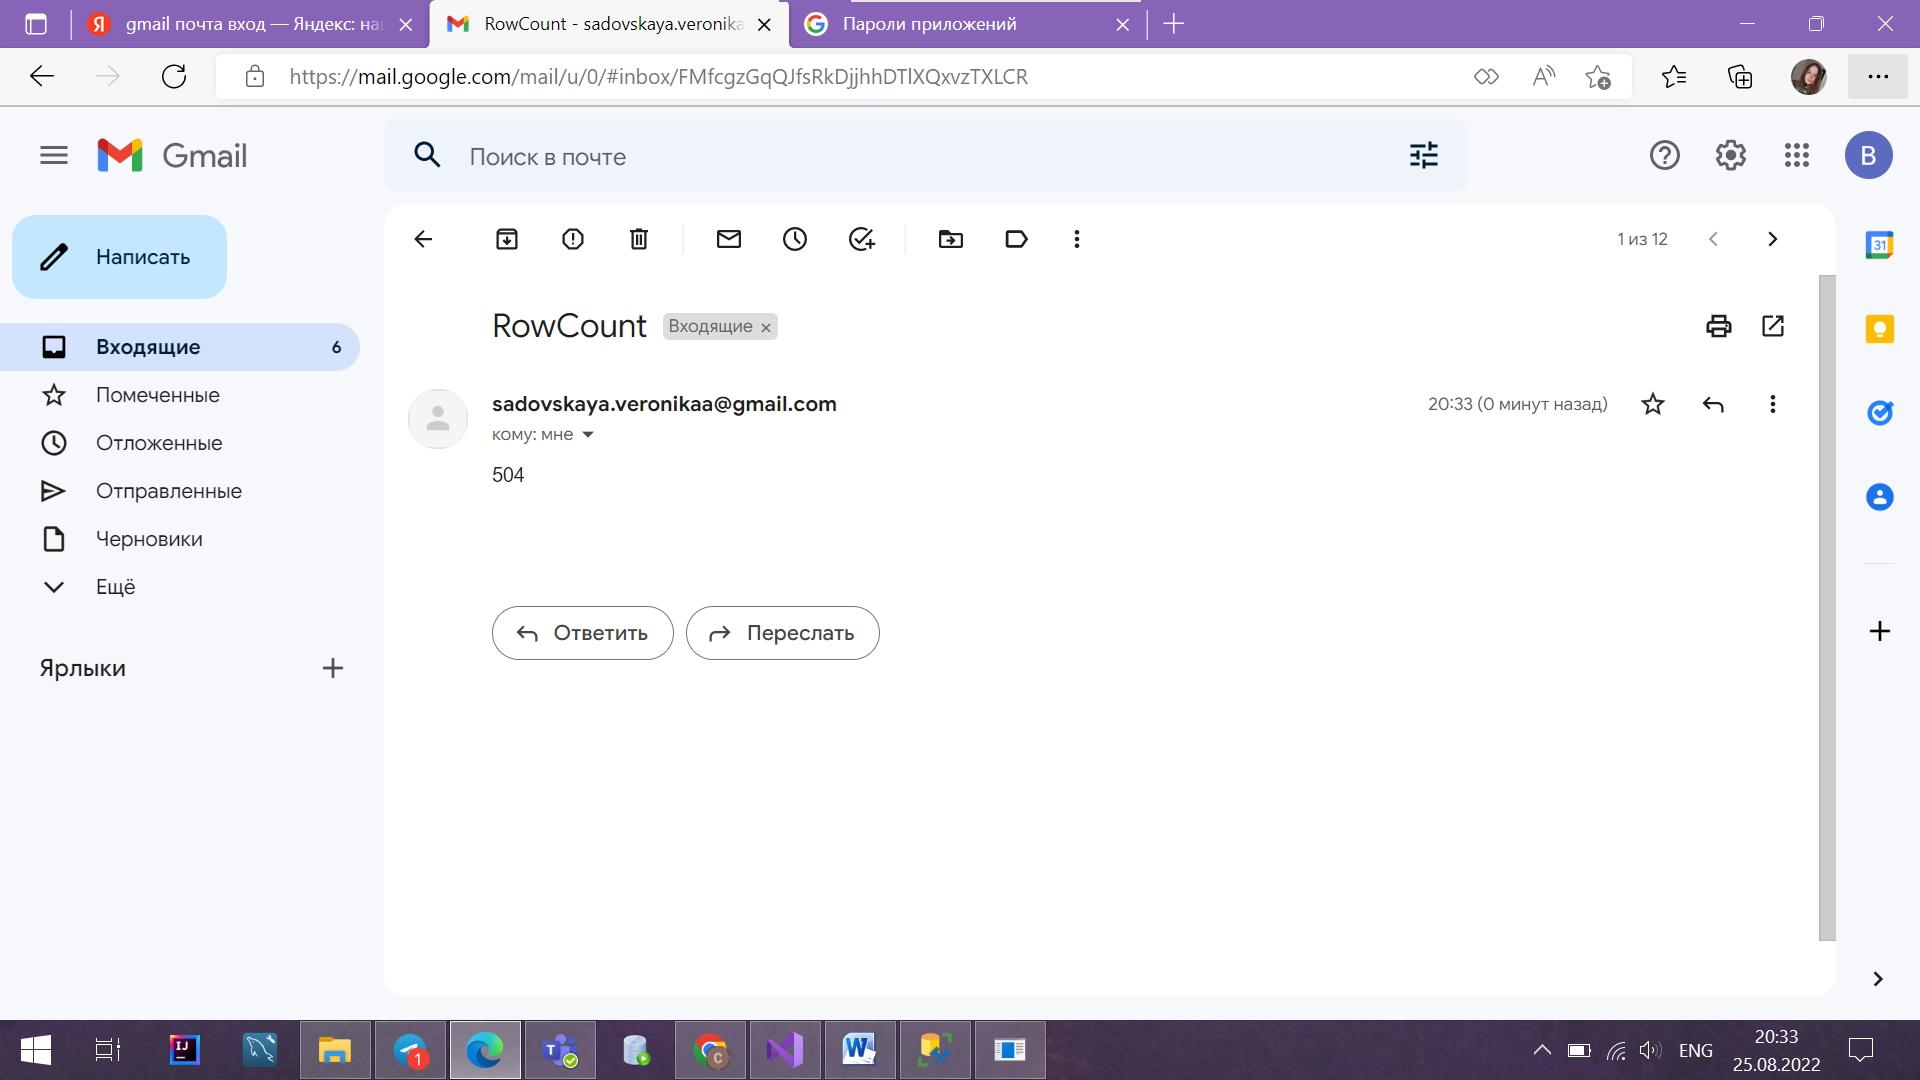 gmail почта вход — Яндекс: на
RowCount - sadovskaya.veronika
Пароли приложений
https://mail.google.com/mail/u/0/#inbox/FMfcgzGqQJfsRkDjjhhDTlXQxvzTXLCR
Gmail
Поиск в почте
B
Написать
1 из 12
31
RowCount
Входящие ×
Входящие 6
Помеченные
Отложенные
Отправленные
Черновики
Ещё
Ярлыки
sadovskaya.veronikaa@gmail.com
20:33 (0 минут назад)
кому: мне
504
Ответить
Переслать
IJ
1
C
W
ENG
20:33
25.08.2022